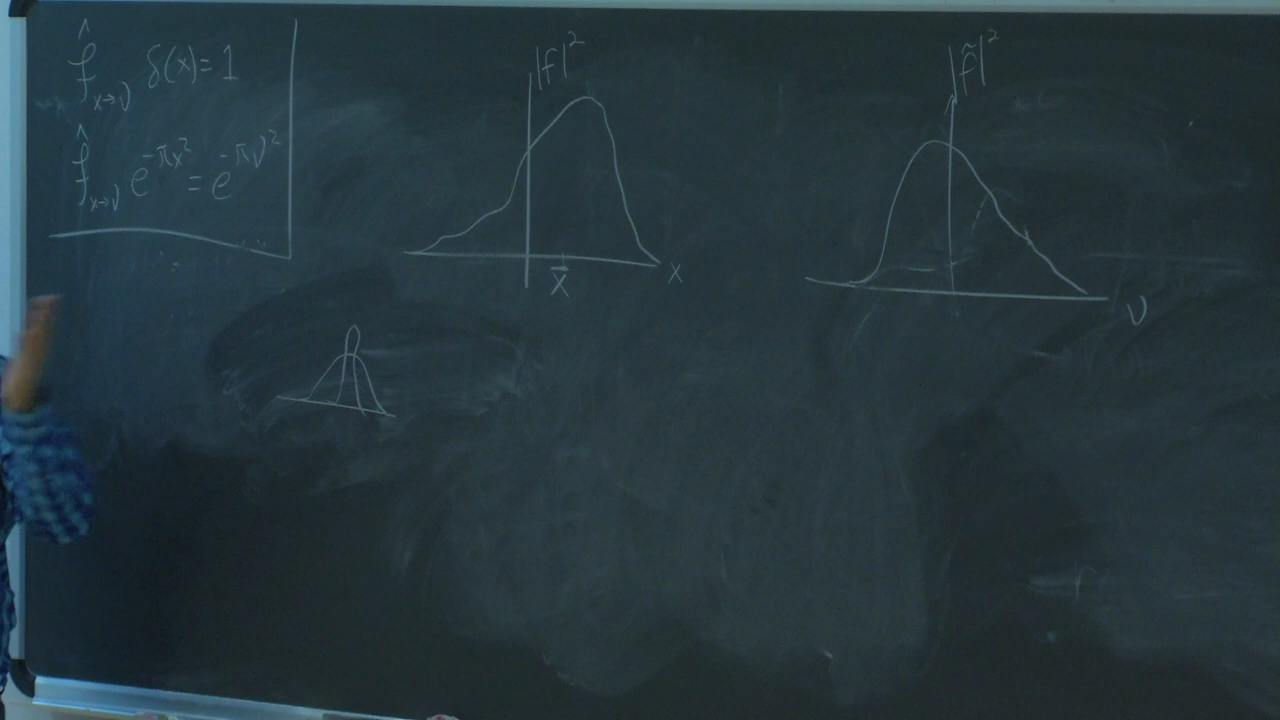 f̂ₓ→ν δ(x)=1
f̂ₓ→ν e^{-πx²} = e^{-πν²}
|f|²
x̄
x
|f̃|²
ν